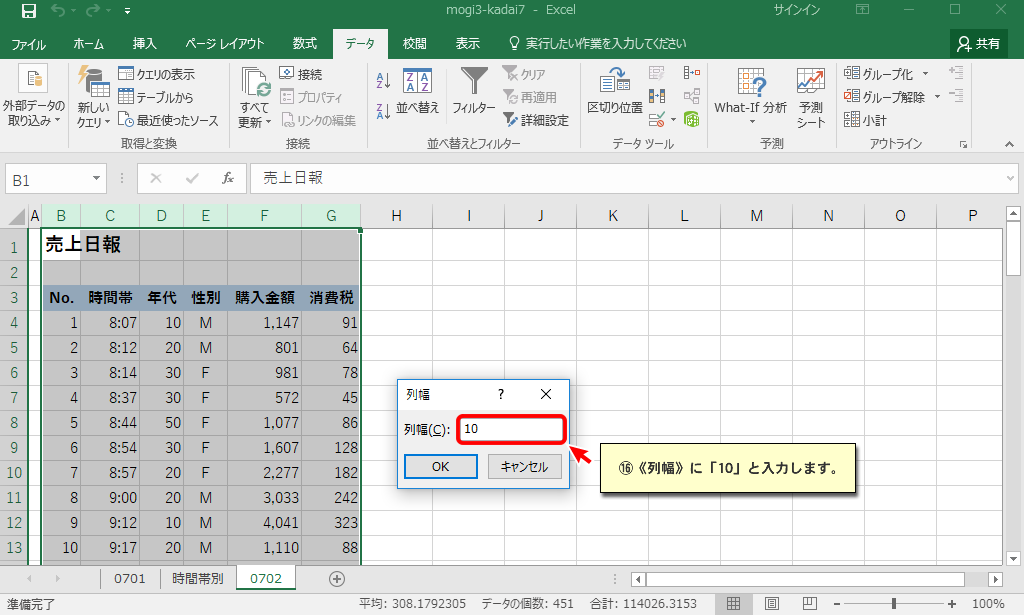 mogi3-kadai7 - Excel
サインイン
ファイル
ホーム
挿入
ページ レイアウト
数式
データ
校閲
表示
実行したい作業を入力してください
共有
外部データの
取り込み
新しい
クエリ
クエリの表示
テーブルから
最近使ったソース
取得と変換
すべて
更新
接続
プロパティ
リンクの編集
接続
A
Z
Z
A
Z A
A Z
並べ替え
フィルター
クリア
再適用
詳細設定
並べ替えとフィルター
区切り位置
データ ツール
What-If 分析
予測
シート
予測
グループ化
グループ解除
小計
アウトライン
B1
fx
売上日報
A B C D E F G H I J K L M N O P
1 売上日報
2
3 No. 時間帯 年代 性別 購入金額 消費税
4 1 8:07 10 M 1,147 91
5 2 8:12 20 M 801 64
6 3 8:14 30 F 981 78
7 4 8:37 30 F 572 45
8 5 8:44 50 F 1,077 86
9 6 8:54 30 F 1,607 128
10 7 8:57 20 F 2,277 182
11 8 9:00 20 M 3,033 242
12 9 9:12 10 M 4,041 323
13 10 9:17 20 M 1,110 88
列幅 ?
列幅(C): 10
OK キャンセル
⑯《列幅》に「10」と入力します。
0701 時間帯別 0702
準備完了
平均: 308.1792305 データの個数: 451 合計: 114026.3153
100%